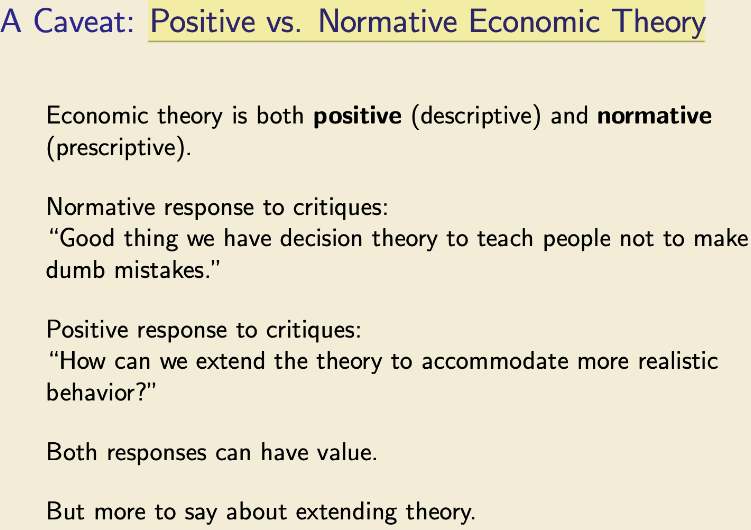 A Caveat: Positive vs. Normative Economic Theory
Economic theory is both positive (descriptive) and normative
(prescriptive).
Normative response to critiques:
“Good thing we have decision theory to teach people not to make
dumb mistakes.”
Positive response to critiques:
“How can we extend the theory to accommodate more realistic
behavior?”
Both responses can have value.
But more to say about extending theory.